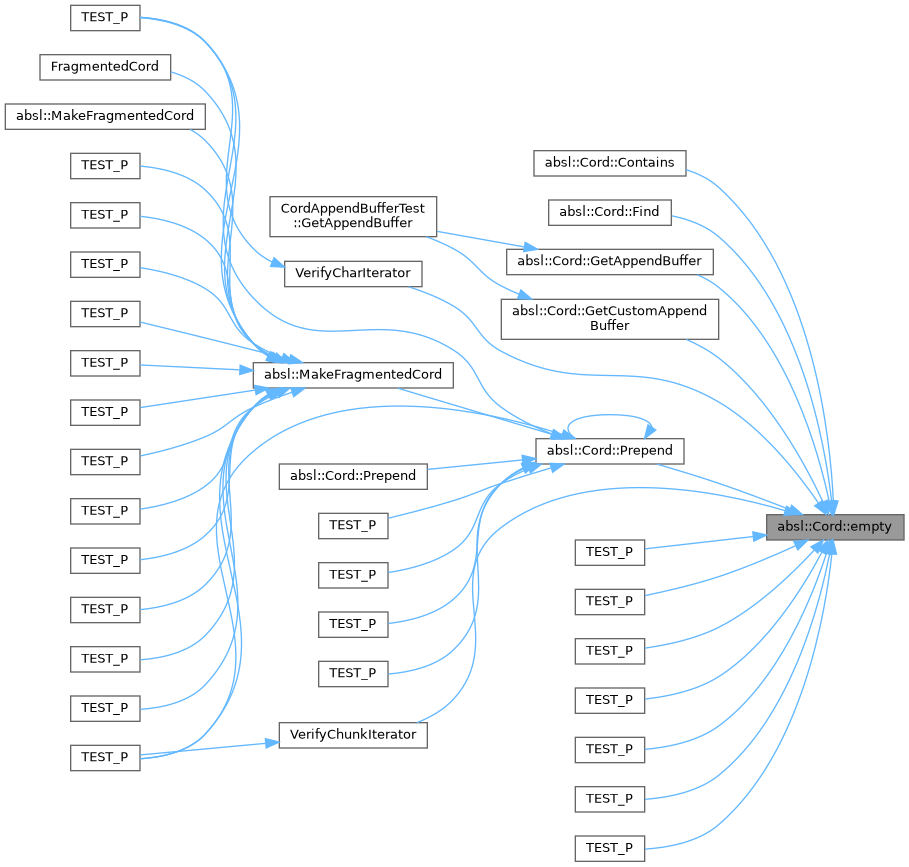 TEST_P
FragmentedCord
absl::MakeFragmentedCord
TEST_P
TEST_P
TEST_P
TEST_P
TEST_P
TEST_P
TEST_P
TEST_P
TEST_P
TEST_P
TEST_P
TEST_P
TEST_P
CordAppendBufferTest
::GetAppendBuffer
VerifyCharIterator
absl::MakeFragmentedCord
absl::Cord::Prepend
TEST_P
TEST_P
TEST_P
TEST_P
VerifyChunkIterator
absl::Cord::Contains
absl::Cord::Find
absl::Cord::GetAppendBuffer
absl::Cord::GetCustomAppend
Buffer
absl::Cord::Prepend
TEST_P
TEST_P
TEST_P
TEST_P
TEST_P
TEST_P
TEST_P
absl::Cord::empty